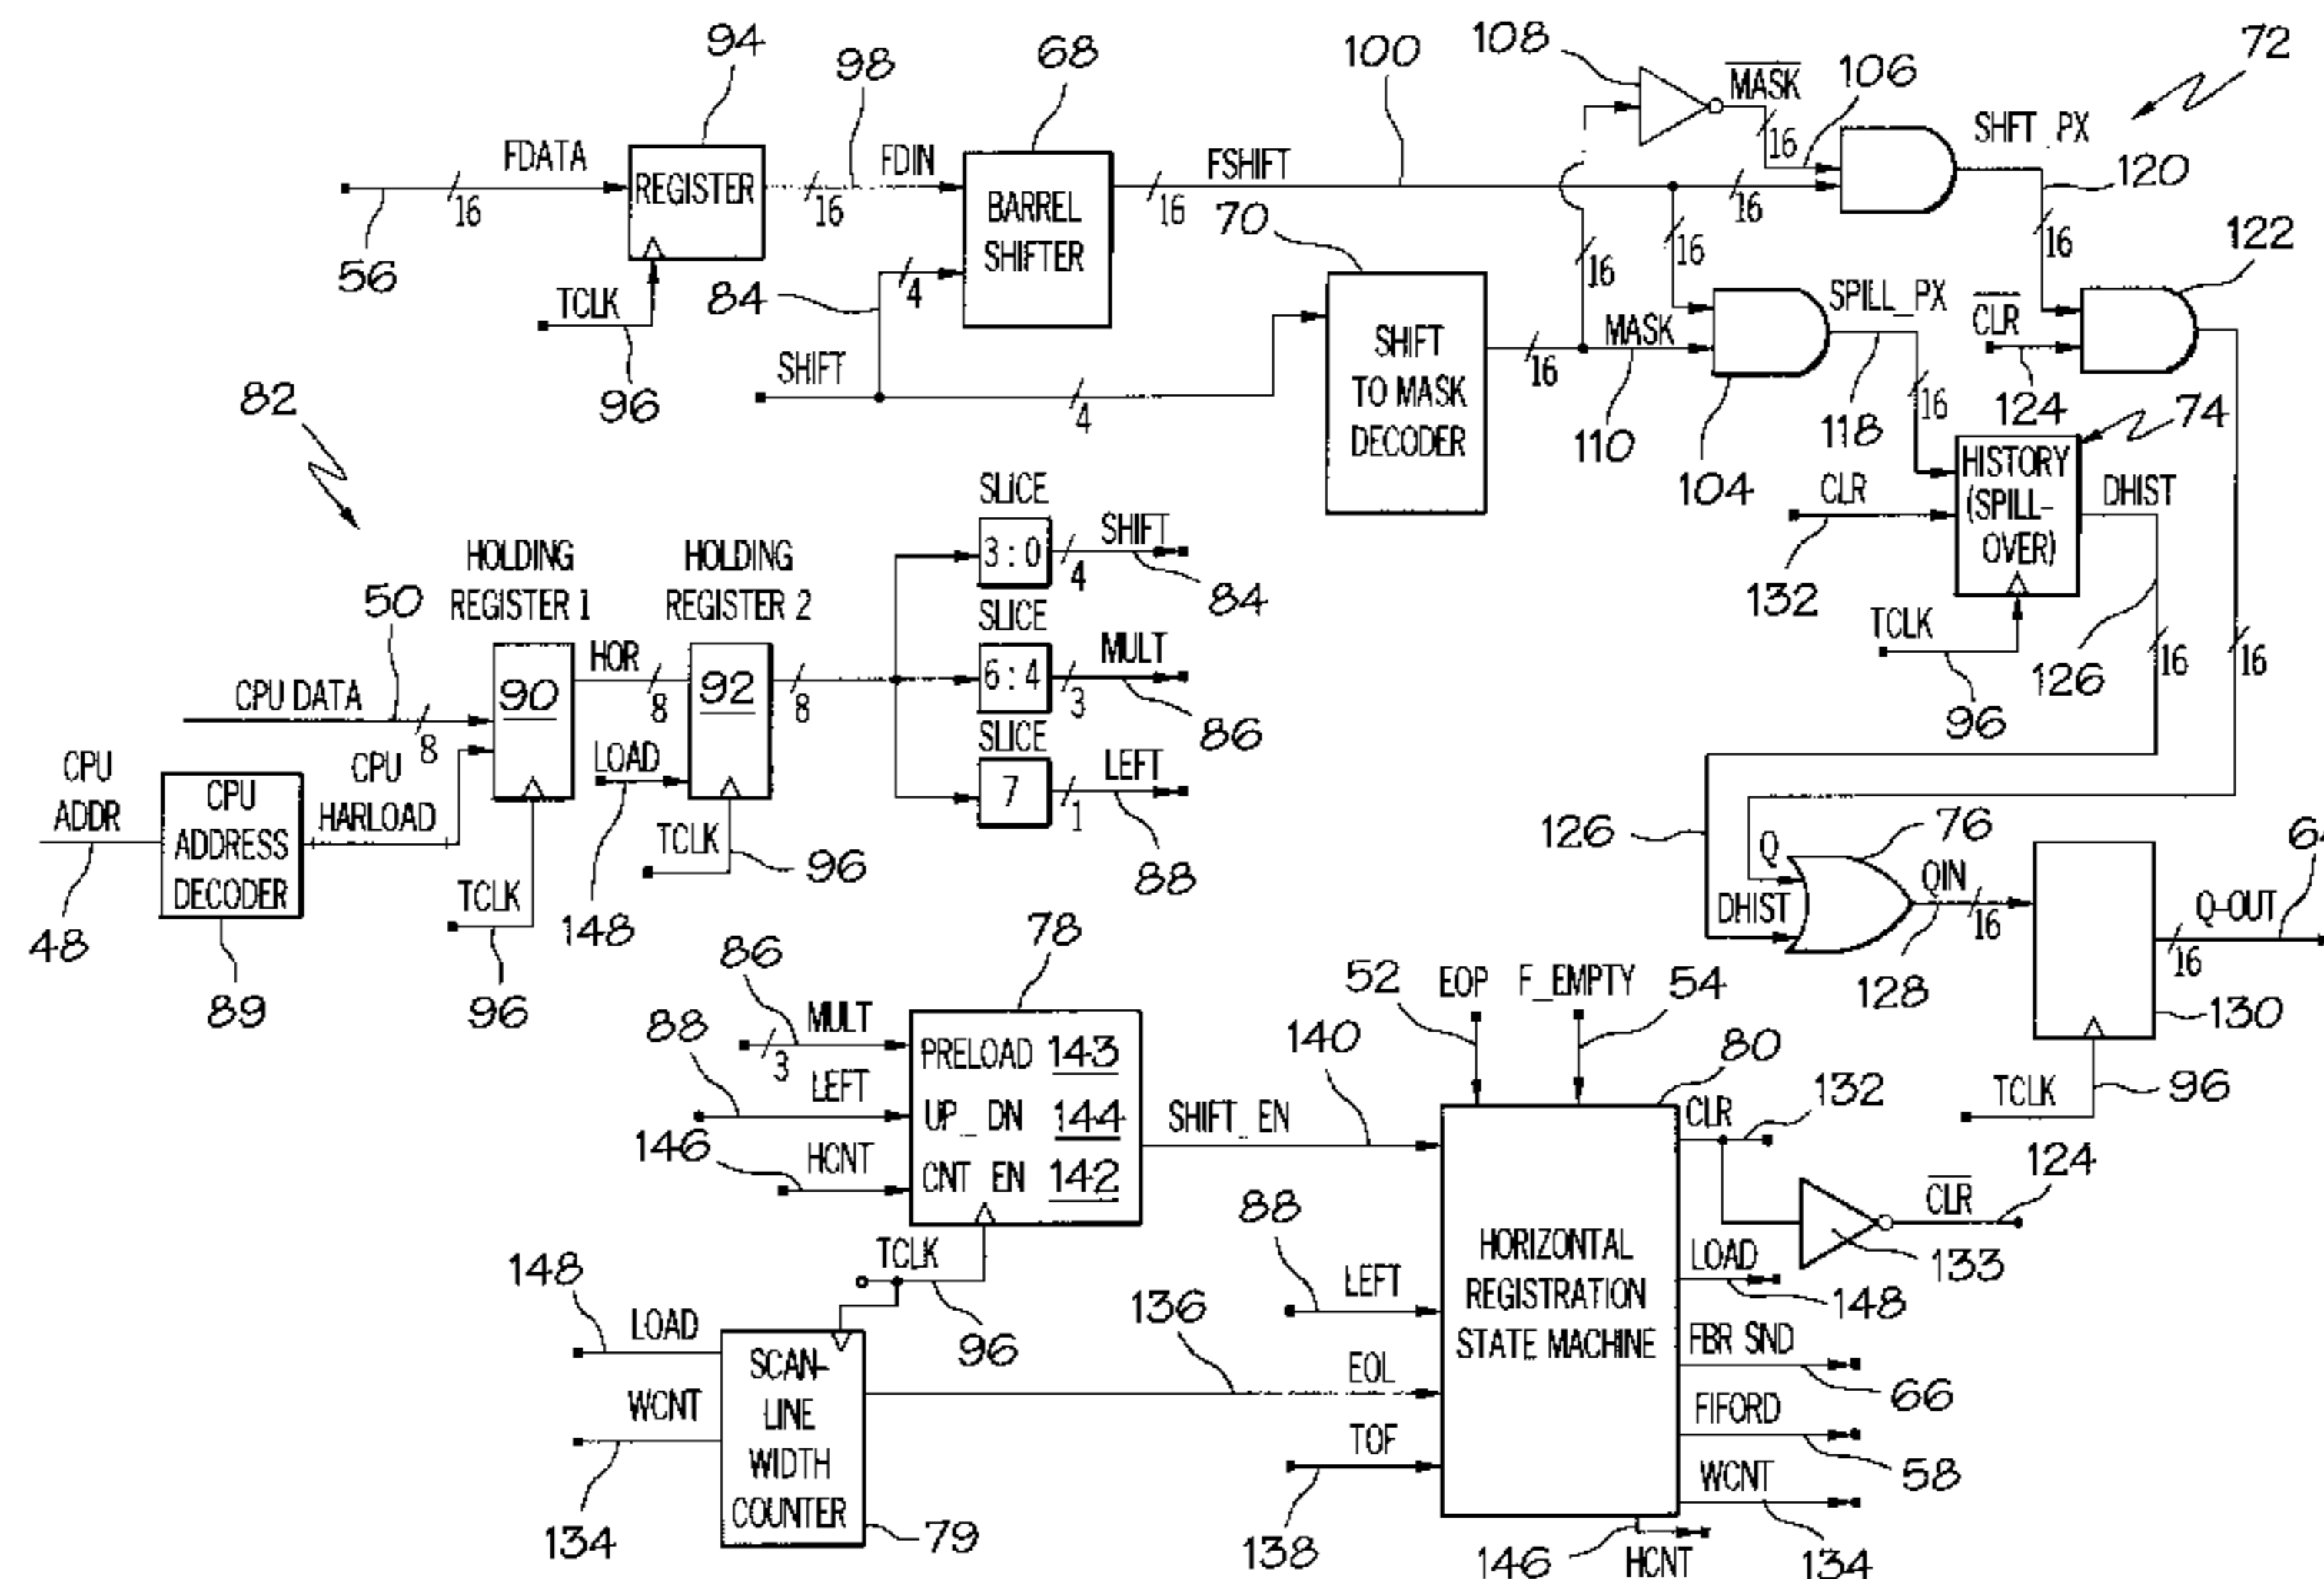 94
98
68
100
108
MASK
106
72
FDATA
16
REGISTER
16
FDIN
BARREL
SHIFTER
16
FSHIFT
16
16
SHFT_PX
120
16
122
56
TCLK
96
84
4
SHIFT
4
70
SHIFT
TO MASK
DECODER
16
16
16
MASK
110
104
SPILL_PX
118
16
CLR
124
74
82
CLR
132
HISTORY
(SPILL-
OVER)
DHIST
TCLK
96
126
16
16
SLICE
3 : 0
SHIFT
4
84
SLICE
6 : 4
MULT
3
86
SLICE
7
LEFT
1
88
HOLDING
REGISTER 1
HOLDING
REGISTER 2
50
CPU DATA
8
90
HOR
8
92
8
LOAD
148
TCLK
96
CPU
ADDR
48
CPU
ADDRESS
DECODER
89
CPU
HARLOAD
TCLK
96
126
Q
DHIST
76
QIN
16
128
130
Q-OUT
16
64
TCLK
96
78
86
MULT
3
88
LEFT
146
HCNT
PRELOAD 143
UP_DN 144
CNT EN 142
SHIFT_EN
140
TCLK
96
52
EOP
F_EMPTY
54
80
HORIZONTAL
REGISTRATION
STATE MACHINE
CLR
132
CLR
124
133
LOAD
148
FBR SND
66
FIFORD
58
WCNT
134
HCNT
146
88
LEFT
136
EOL
TOF
138
148
LOAD
WCNT
134
SCAN-
LINE
WIDTH
COUNTER
79